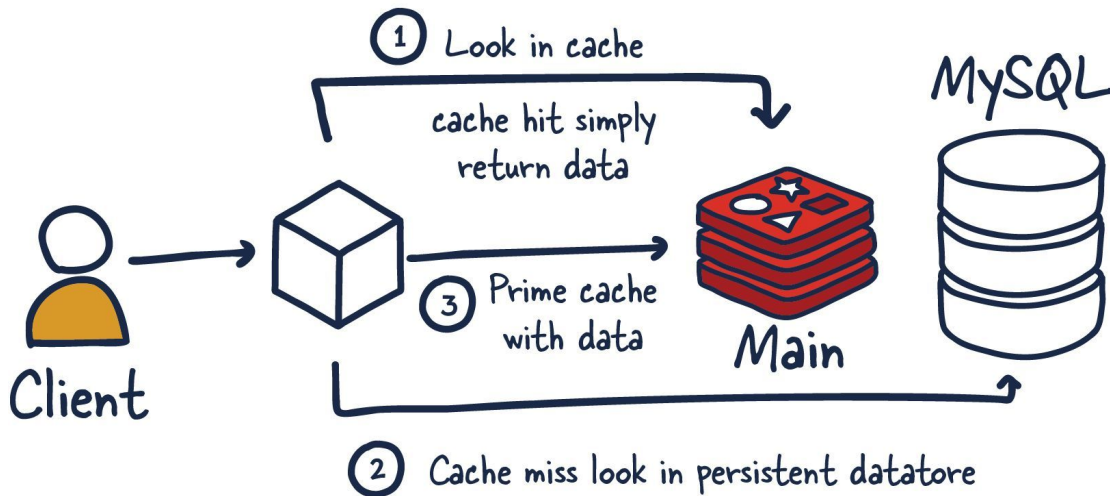 1 Look in cache
cache hit simply
return data
MySQL
3 Prime cache
with data
Main
Client
2 Cache miss look in persistent datatore